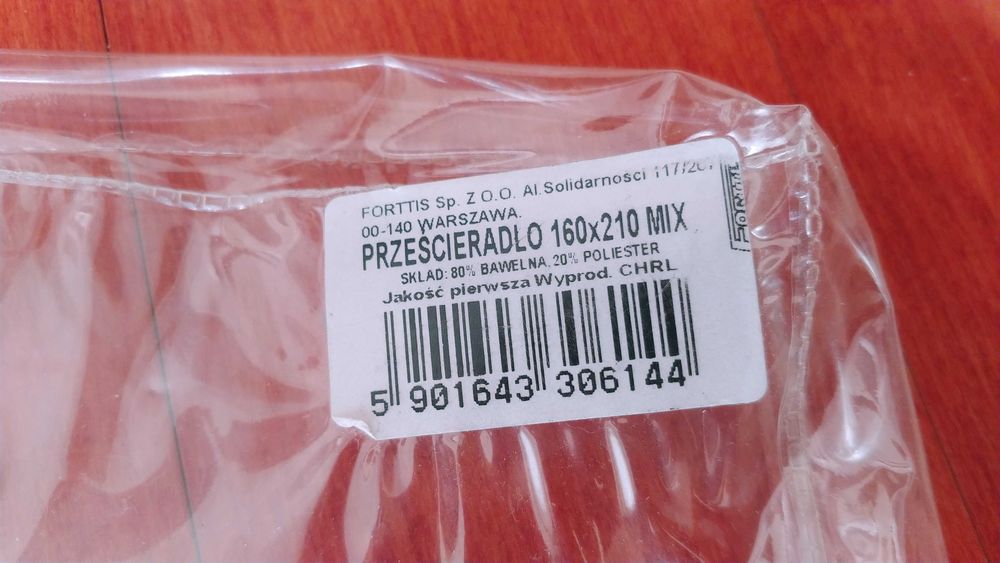 FORTTIS Sp. Z O.O. Al.Solidarności 117/207
00-140 WARSZAWA.
PRZEŚCIERADŁO 160x210 MIX
SKLAD: 80% BAWELNA, 20% POLIESTER
Jakość pierwsza Wyprod. CHRL
5 901643 306144